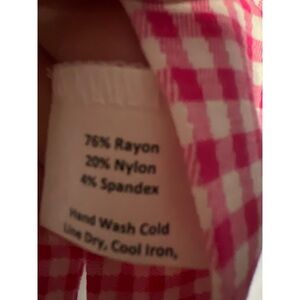 76% Rayon
20% Nylon
4% Spandex
Hand Wash Cold
Line Dry, Cool Iron,